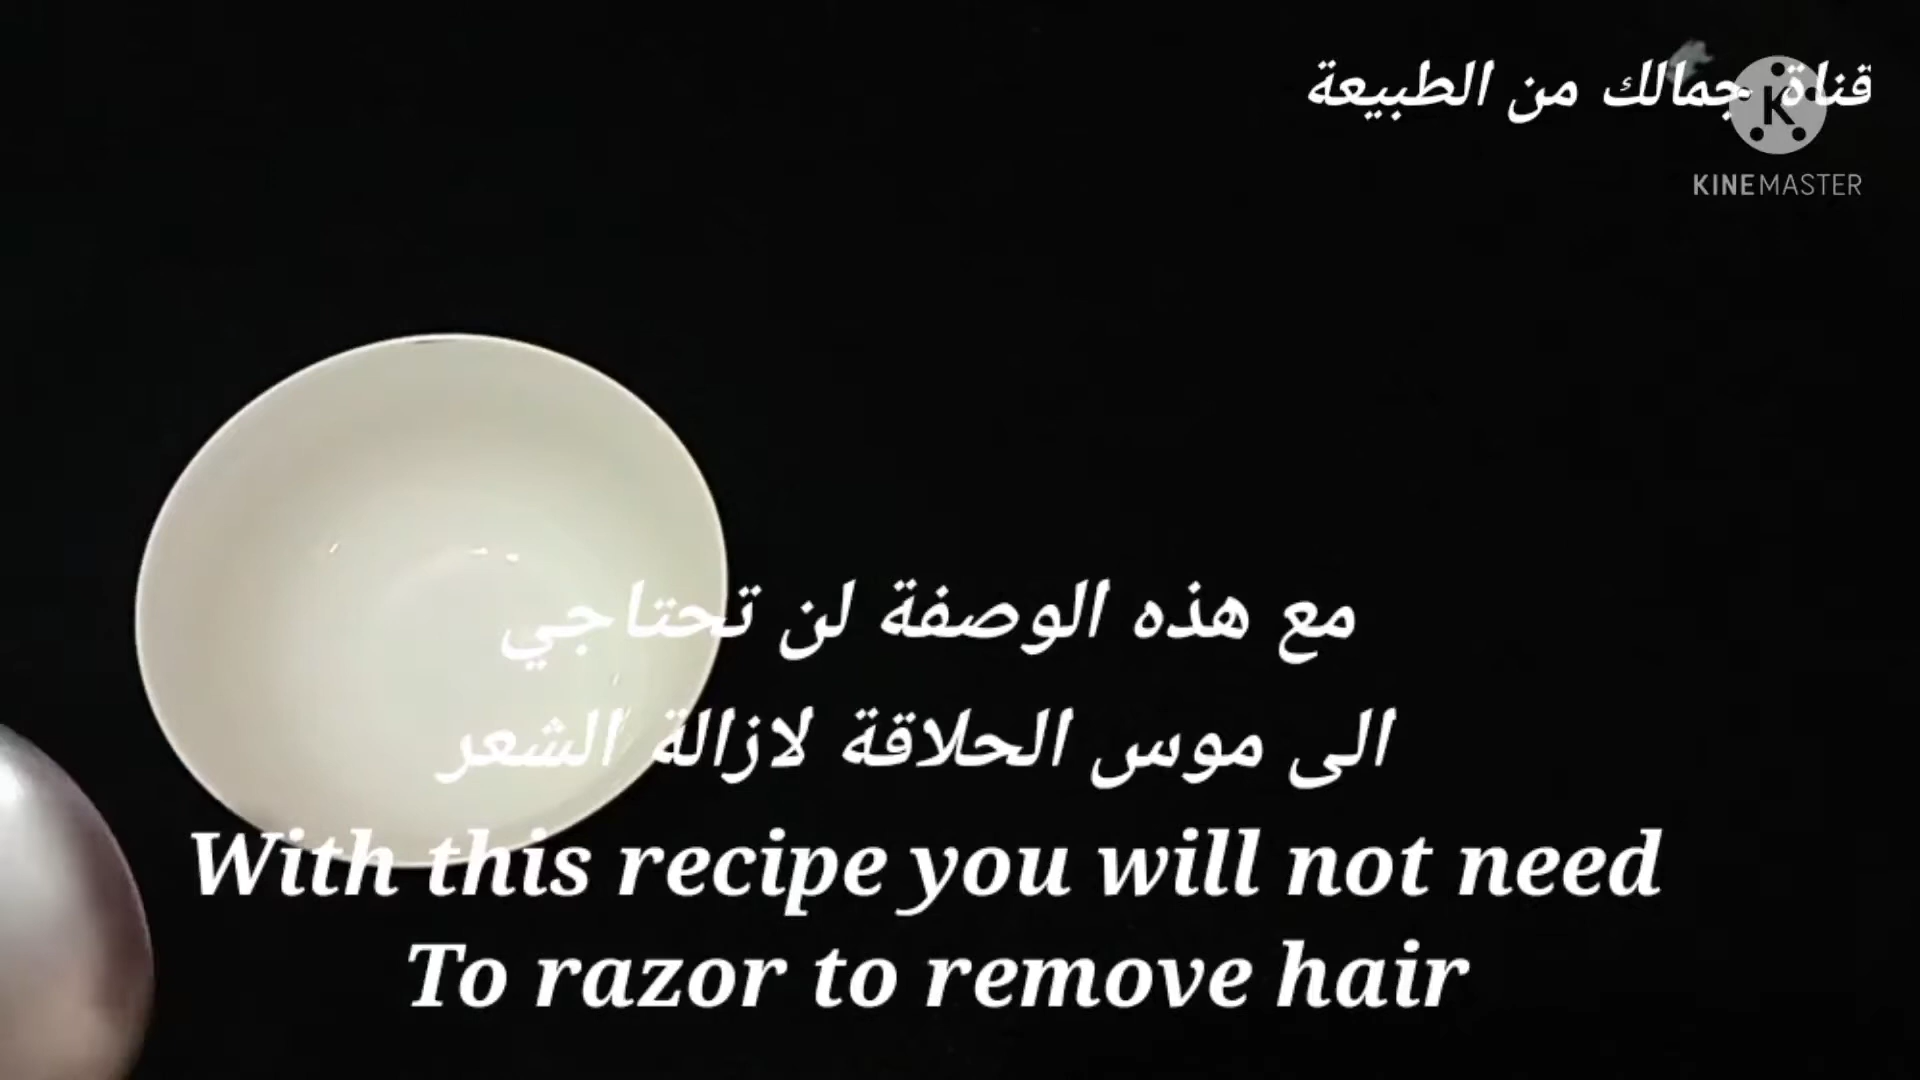 قناة جمالك من الطبيعة
K
KINEMASTER
مع هذه الوصفة لن تحتاجي
الى موس الحلاقة لازالة الشعر
With this recipe you will not need
To razor to remove hair